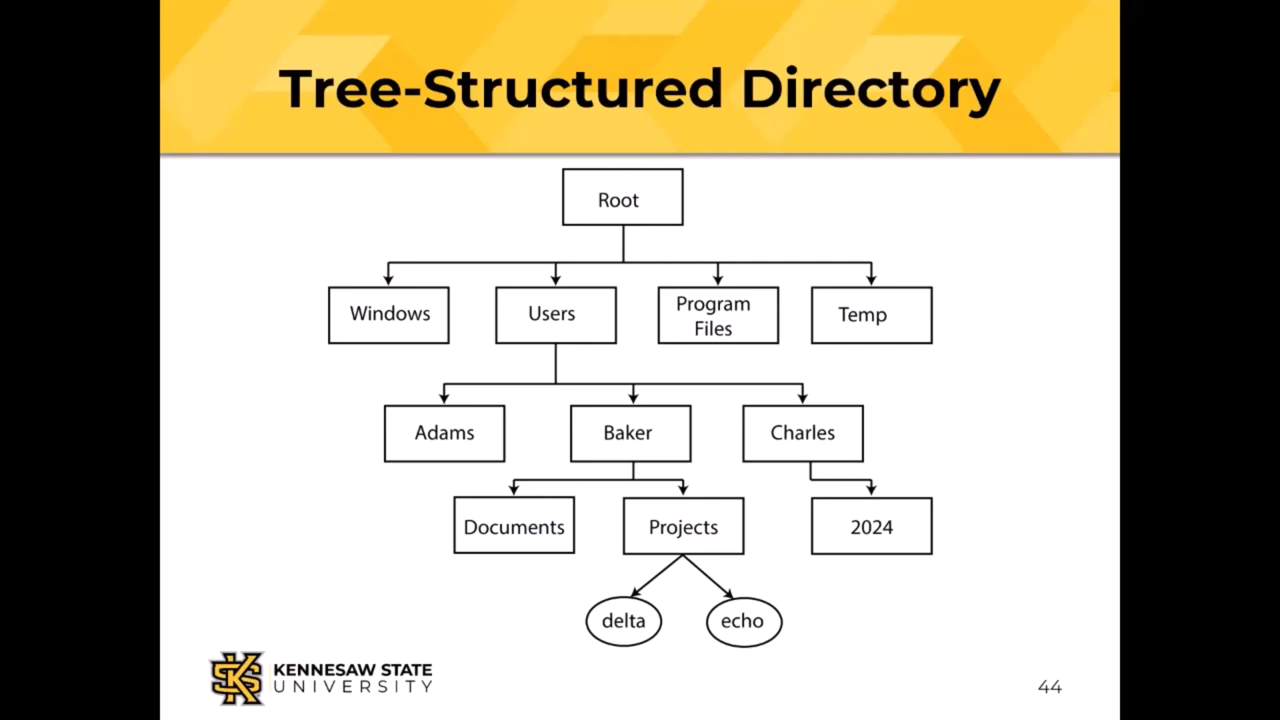 Tree-Structured Directory
Root
Windows
Users
Program
Files
Temp
Adams
Baker
Charles
Documents
Projects
2024
delta
echo
KENNESAW STATE
UNIVERSITY
44